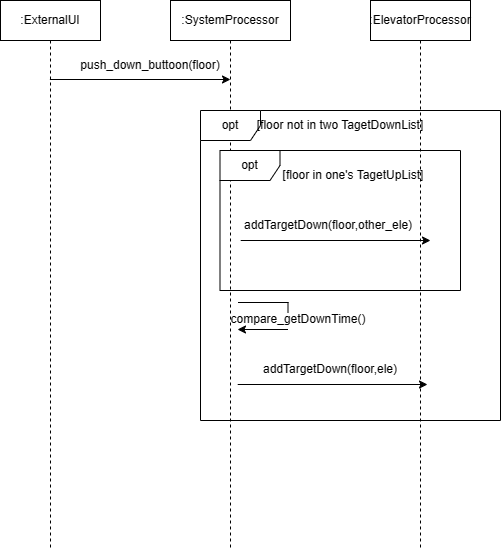 :ExternalUI
:SystemProcessor
:ElevatorProcessor
push_down_buttoon(floor)
opt
[floor not in two TagetDownList]
opt
[floor in one's TagetUpList]
addTargetDown(floor,other_ele)
compare_getDownTime()
addTargetDown(floor,ele)